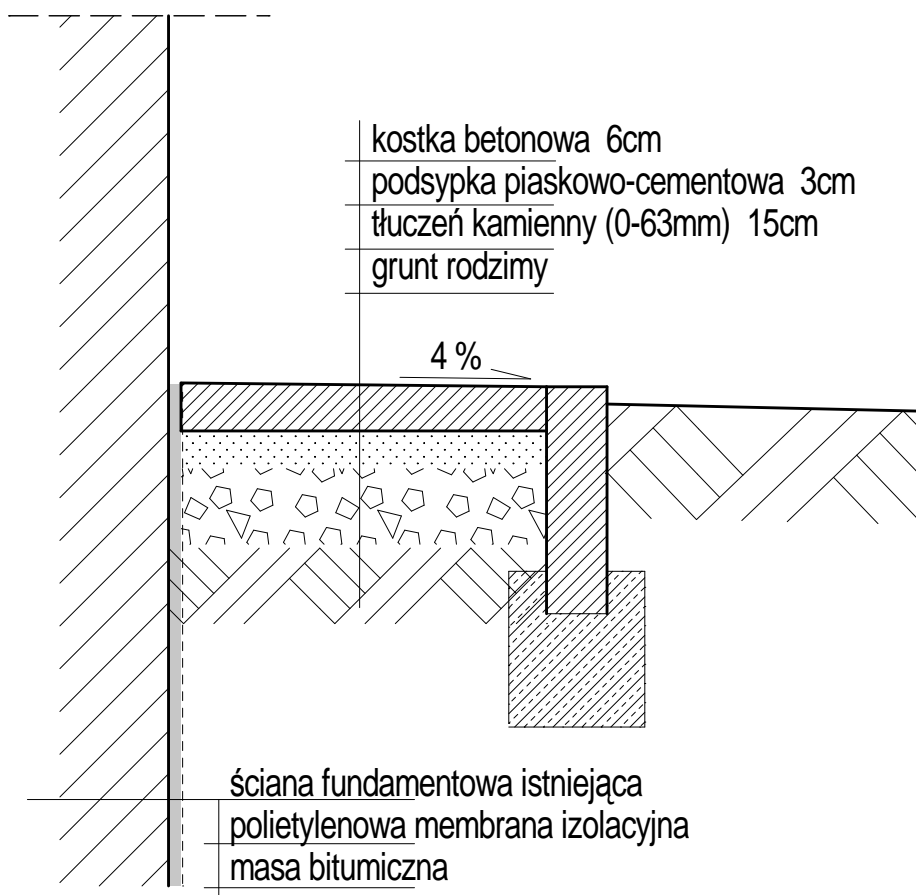 kostka betonowa 6cm
podsypka piaskowo-cementowa 3cm
tłuczeń kamienny (0-63mm) 15cm
grunt rodzimy
4 %
ściana fundamentowa istniejąca
polietylenowa membrana izolacyjna
masa bitumiczna